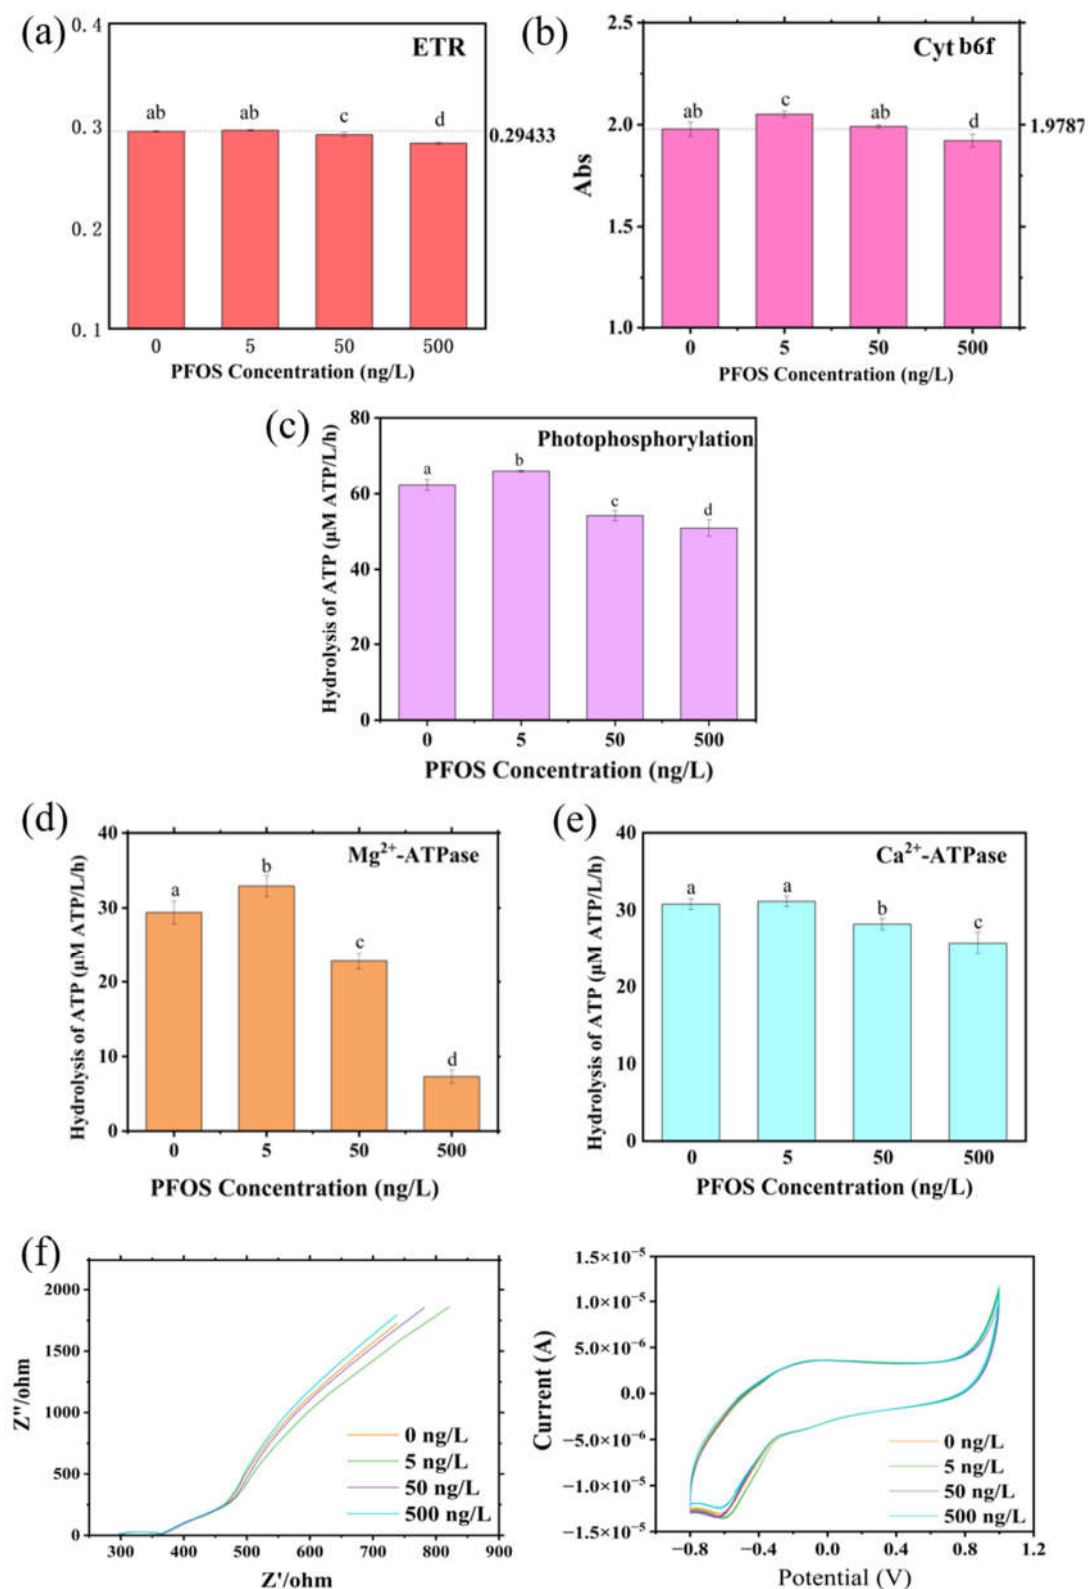 (a)
ETR
0.4
0.3
0.2
0.1
ab
ab
c
d
0.29433
0
5
50
500
PFOS Concentration (ng/L)
(b)
Cyt b6f
Abs
2.5
2.0
1.5
1.0
ab
c
ab
d
1.9787
0
5
50
500
PFOS Concentration (ng/L)
(c)
Photophosphorylation
Hydrolysis of ATP (μM ATP/L/h)
80
60
40
20
0
a
b
c
d
0
5
50
500
PFOS Concentration (ng/L)
(d)
Mg²⁺-ATPase
Hydrolysis of ATP (μM ATP/L/h)
40
30
20
10
0
a
b
c
d
0
5
50
500
PFOS Concentration (ng/L)
(e)
Ca²⁺-ATPase
Hydrolysis of ATP (μM ATP/L/h)
40
30
20
10
0
a
a
b
c
0
5
50
500
PFOS Concentration (ng/L)
(f)
Z''/ohm
2000
1500
1000
500
0
0 ng/L
5 ng/L
50 ng/L
500 ng/L
300
400
500
600
700
800
900
Z'/ohm
Current (A)
1.5×10⁻⁵
1.0×10⁻⁵
5.0×10⁻⁶
0.0
−5.0×10⁻⁶
−1.0×10⁻⁵
−1.5×10⁻⁵
0 ng/L
5 ng/L
50 ng/L
500 ng/L
−0.8
−0.4
0.0
0.4
0.8
1.2
Potential (V)